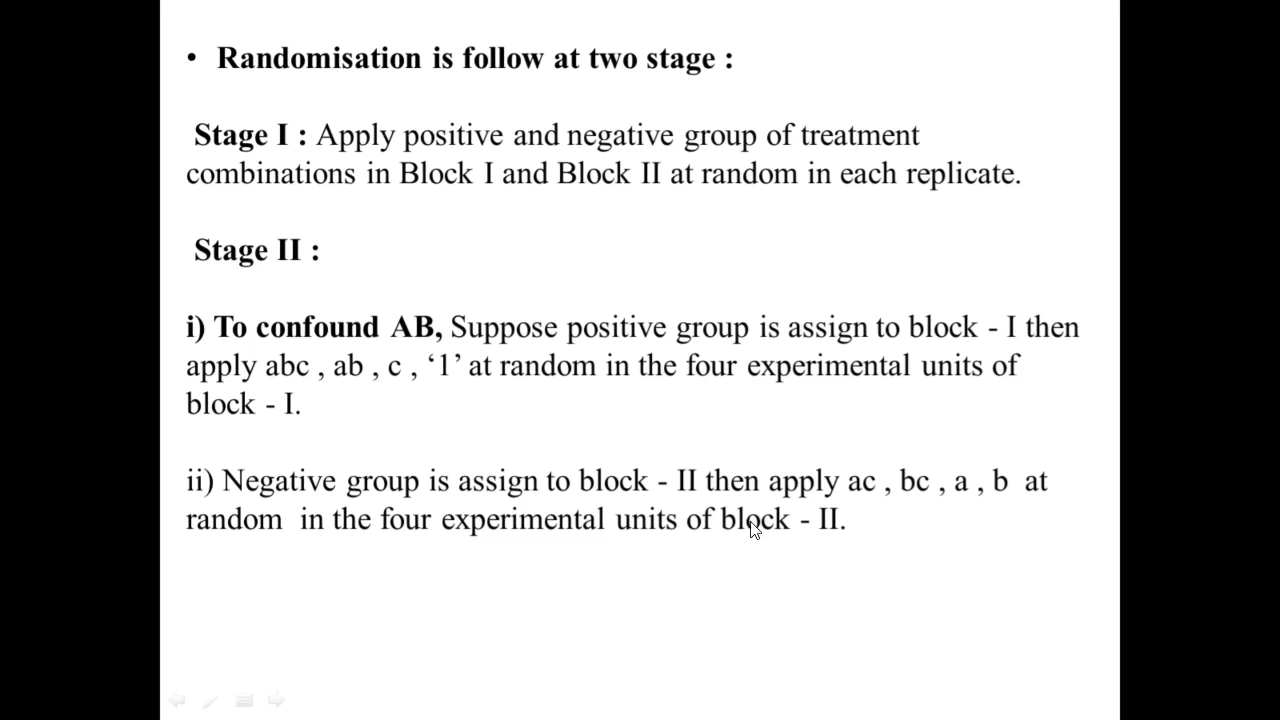 • Randomisation is follow at two stage :
Stage I : Apply positive and negative group of treatment
combinations in Block I and Block II at random in each replicate.
Stage II :
i) To confound AB, Suppose positive group is assign to block - I then
apply abc , ab , c , ‘1’ at random in the four experimental units of
block - I.
ii) Negative group is assign to block - II then apply ac , bc , a , b at
random in the four experimental units of block - II.